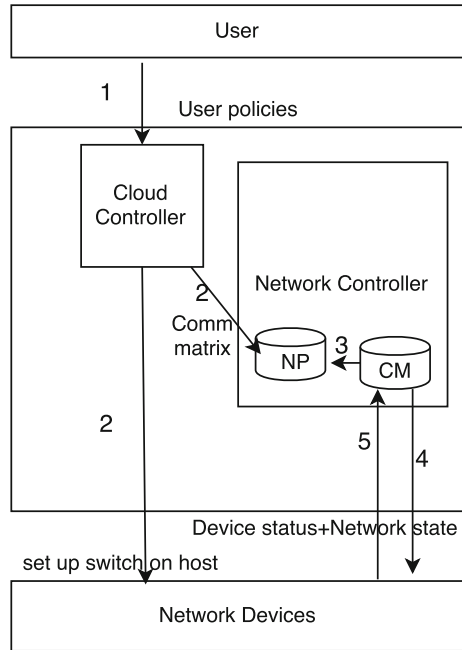 User
1
User policies
Cloud
Controller
Network Controller
2
Comm
matrix
NP
3
CM
2
5
4
Device status+Network state
set up switch on host
Network Devices